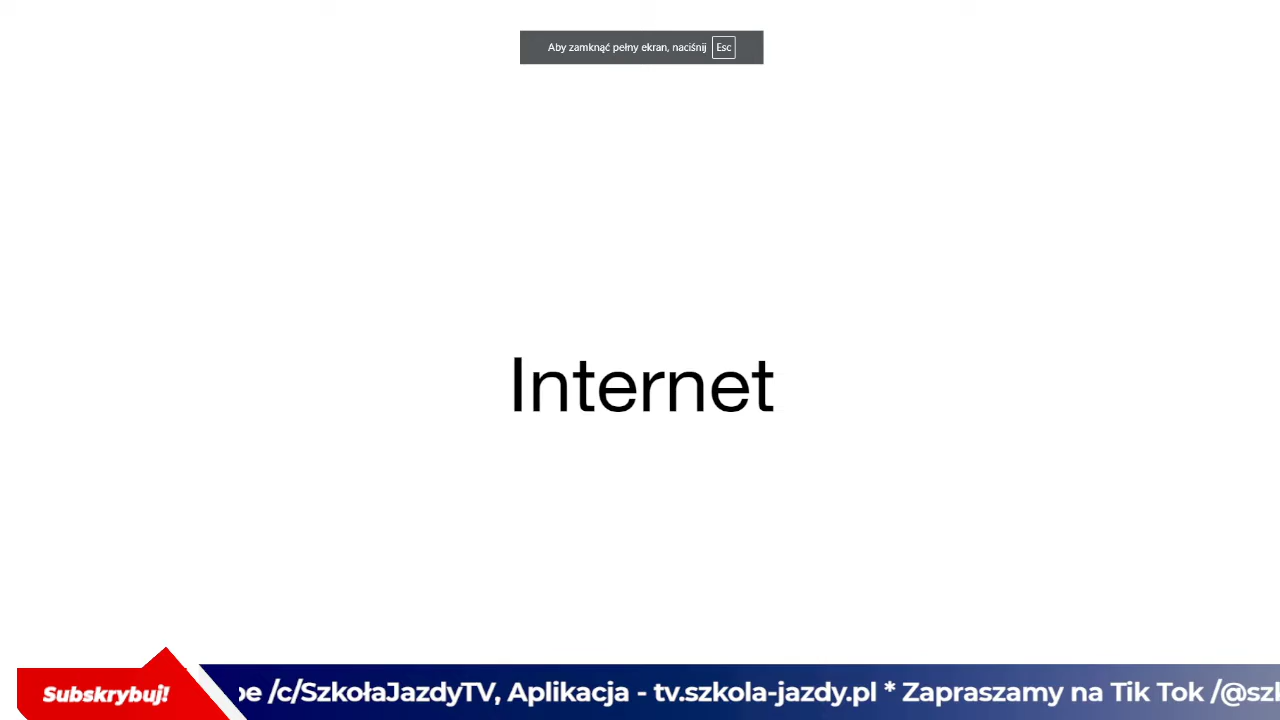 Aby zamknąć pełny ekran, naciśnij Esc
Internet
Subskrybuj!
/c/SzkołaJazdyTV, Aplikacja - tv.szkola-jazdy.pl * Zapraszamy na Tik Tok